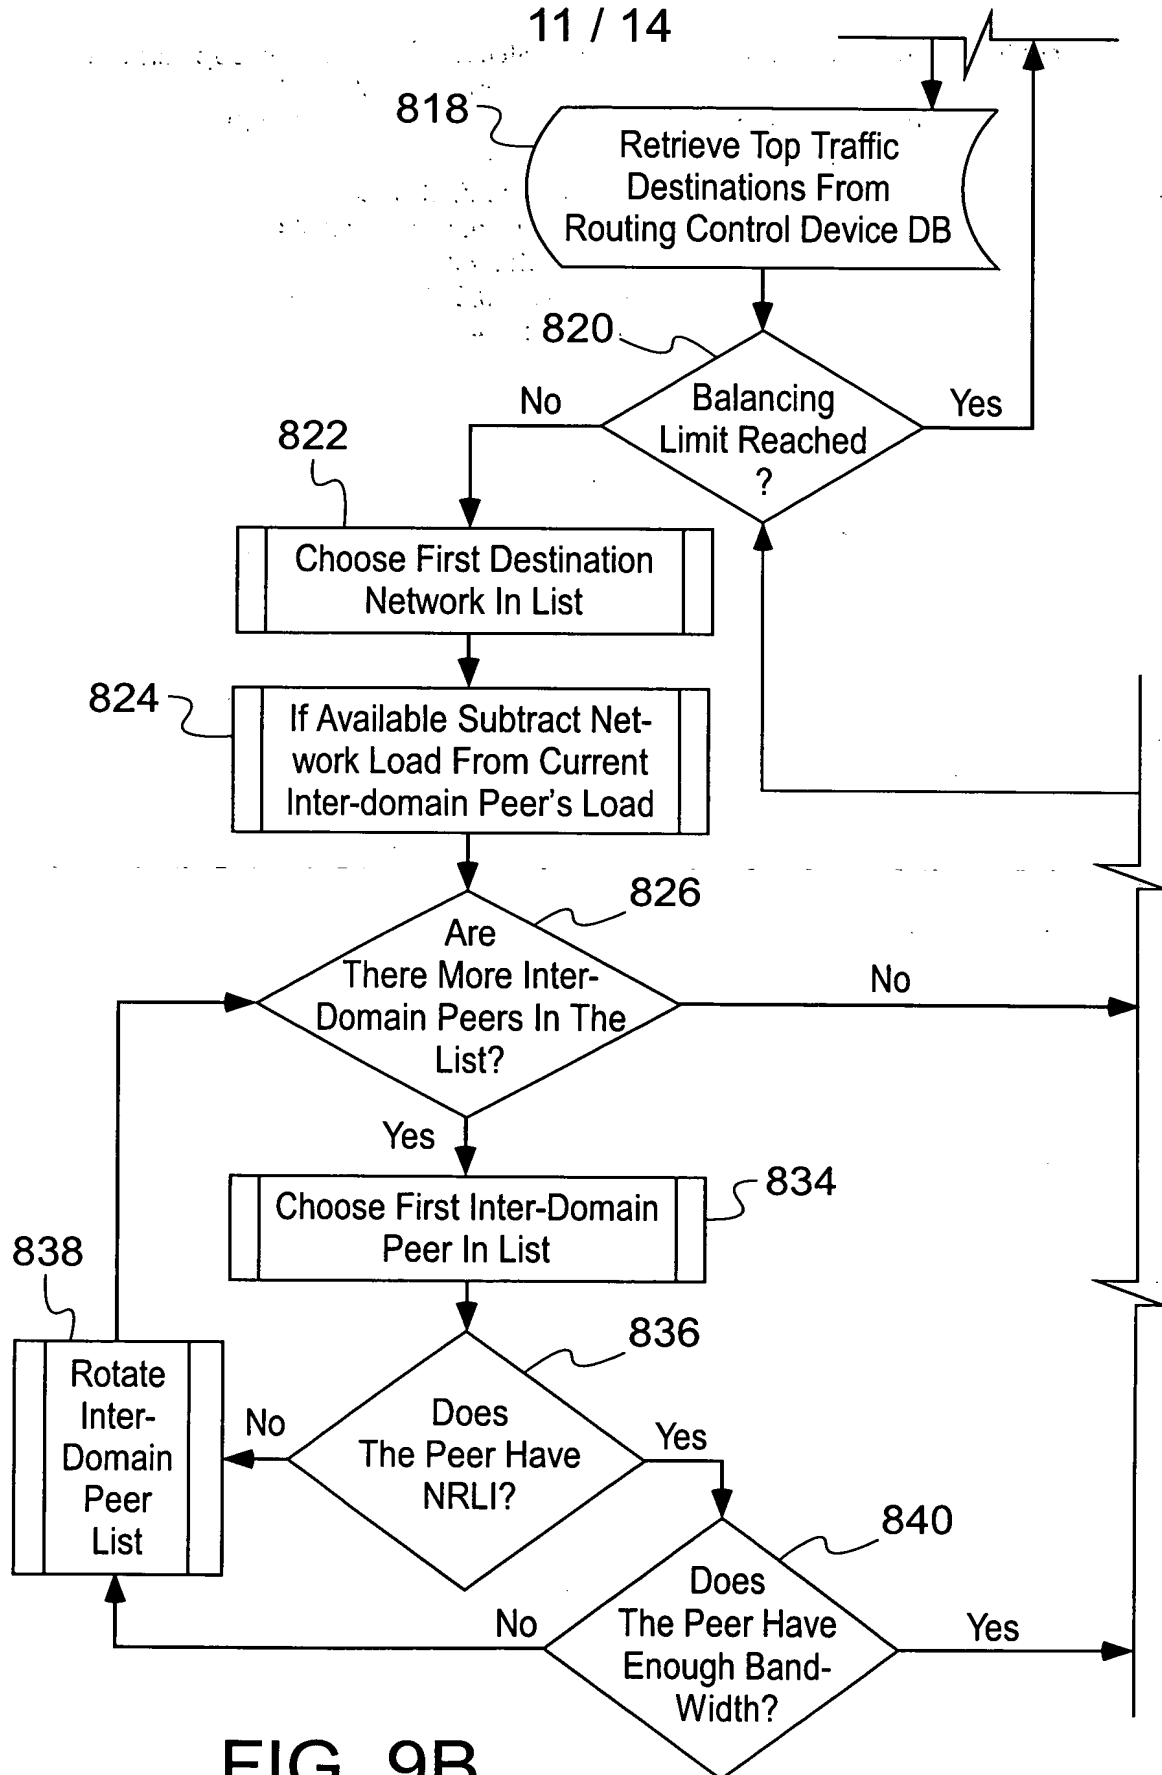 11 / 14
818
Retrieve Top Traffic
Destinations From
Routing Control Device DB
820
Balancing
Limit Reached
?
No
Yes
822
Choose First Destination
Network In List
824
If Available Subtract Net-
work Load From Current
Inter-domain Peer's Load
826
Are
There More Inter-
Domain Peers In The
List?
No
Yes
834
Choose First Inter-Domain
Peer In List
838
Rotate
Inter-
Domain
Peer
List
836
Does
The Peer Have
NRLI?
No
Yes
840
Does
The Peer Have
Enough Band-
Width?
No
Yes
FIG. 9B